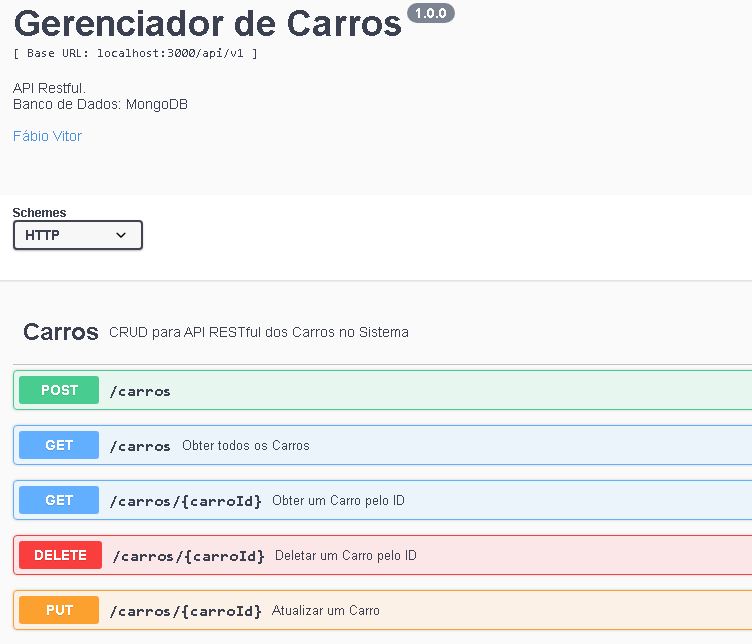 Gerenciador de Carros 1.0.0
[ Base URL: localhost:3000/api/v1 ]
API Restful.
Banco de Dados: MongoDB
Fábio Vitor
Schemes
HTTP
Carros CRUD para API RESTful dos Carros no Sistema
POST /carros
GET /carros Obter todos os Carros
GET /carros/{carroId} Obter um Carro pelo ID
DELETE /carros/{carroId} Deletar um Carro pelo ID
PUT /carros/{carroId} Atualizar um Carro